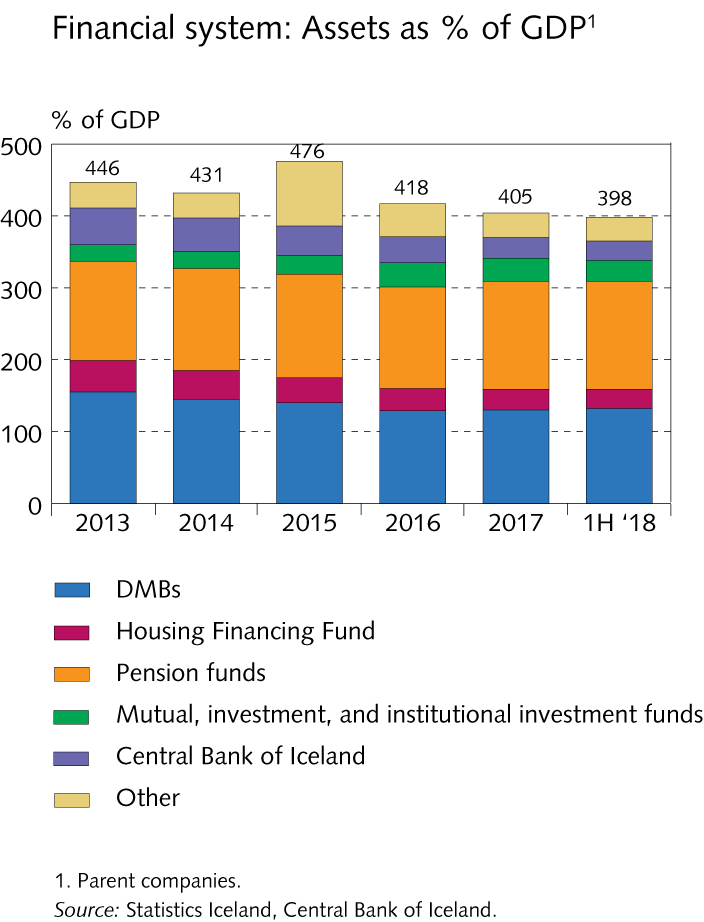 Financial system: Assets as % of GDP¹
% of GDP
500
400
300
200
100
0
446
431
476
418
405
398
2013
2014
2015
2016
2017
1H ‘18
DMBs
Housing Financing Fund
Pension funds
Mutual, investment, and institutional investment funds
Central Bank of Iceland
Other
1. Parent companies.
Source: Statistics Iceland, Central Bank of Iceland.